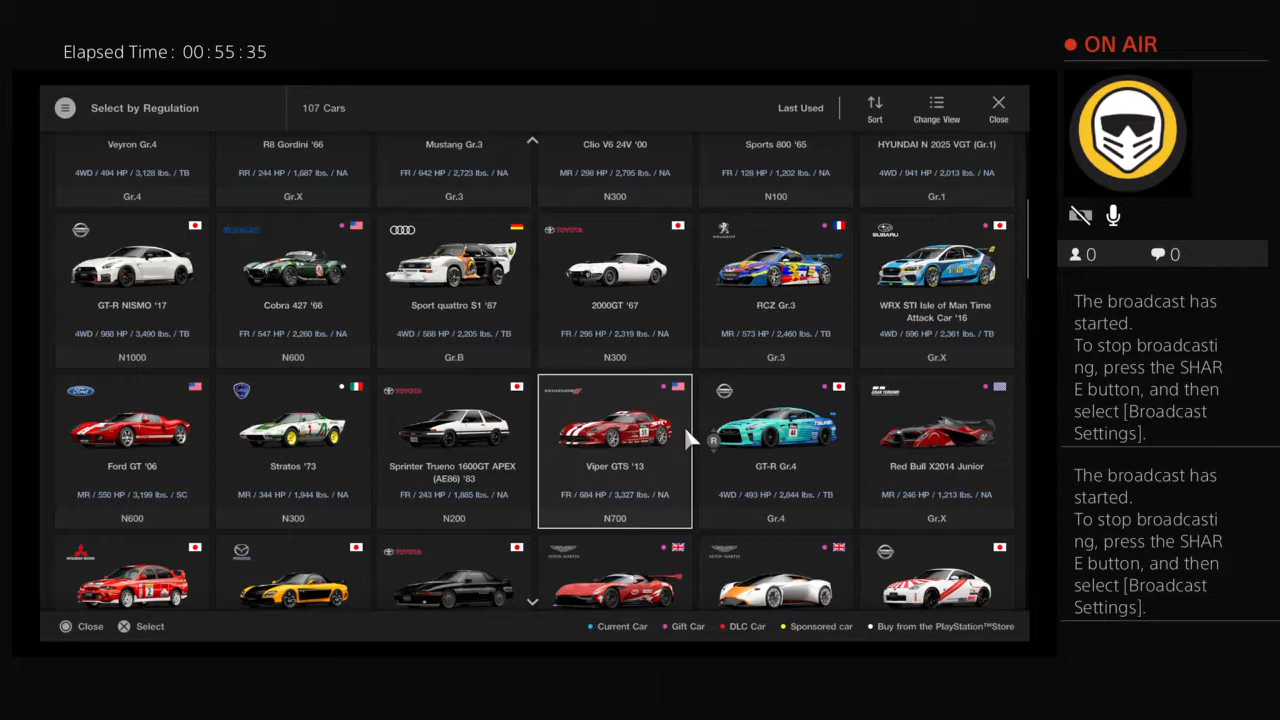 Elapsed Time: 00:55:35
ON AIR
Select by Regulation
107 Cars
Last Used
Sort
Change View
Close
Veyron Gr.4
R8 Gordini '66
Mustang Gr.3
Clio V6 24V '00
Sports 800 '65
HYUNDAI N 2025 VGT (Gr.1)
4WD / 494 HP / 3,128 lbs. / TB
RR / 244 HP / 1,687 lbs. / NA
FR / 642 HP / 2,723 lbs. / NA
MR / 298 HP / 2,795 lbs. / NA
FR / 128 HP / 1,202 lbs. / NA
4WD / 941 HP / 2,013 lbs. / NA
Gr.4
Gr.X
Gr.3
N300
N100
Gr.1
TOYOTA
PEUGEOT
SUBARU
GT-R NISMO '17
Cobra 427 '66
Sport quattro S1 '87
2000GT '67
RCZ Gr.3
WRX STI Isle of Man Time
Attack Car '16
4WD / 988 HP / 3,490 lbs. / TB
FR / 547 HP / 2,260 lbs. / NA
4WD / 588 HP / 2,205 lbs. / TB
FR / 295 HP / 2,319 lbs. / NA
MR / 573 HP / 2,460 lbs. / TB
4WD / 596 HP / 2,361 lbs. / TB
N1000
N600
Gr.B
N300
Gr.3
Gr.X
Ford
TOYOTA
GRAN TURISMO
Ford GT '06
Stratos '73
Sprinter Trueno 1600GT APEX
(AE86) '83
Viper GTS '13
GT-R Gr.4
Red Bull X2014 Junior
MR / 550 HP / 3,199 lbs. / SC
MR / 344 HP / 1,944 lbs. / NA
FR / 243 HP / 1,885 lbs. / NA
FR / 684 HP / 3,327 lbs. / NA
4WD / 493 HP / 2,844 lbs. / TB
MR / 246 HP / 1,213 lbs. / NA
N600
N300
N200
N700
Gr.4
Gr.X
R
TOYOTA
ASTON MARTIN
ASTON MARTIN
Close
Select
Current Car
Gift Car
DLC Car
Sponsored car
Buy from the PlayStation™Store
0
0
The broadcast has
started.
To stop broadcasti
ng, press the SHAR
E button, and then
select [Broadcast
Settings].
The broadcast has
started.
To stop broadcasti
ng, press the SHAR
E button, and then
select [Broadcast
Settings].